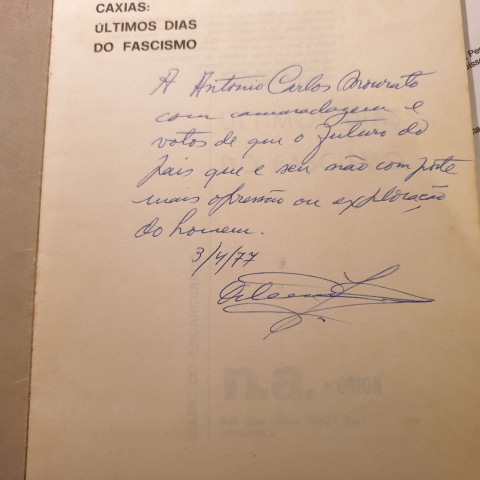 CAXIAS:
ÚLTIMOS DIAS
DO FASCISMO
A Antonio Carlos Mourato
com camaradagem e
votos de que o futuro do
país que e seu não comporte
mais opressão ou exploração
do homem.
3/4/77
n.a. • ORION